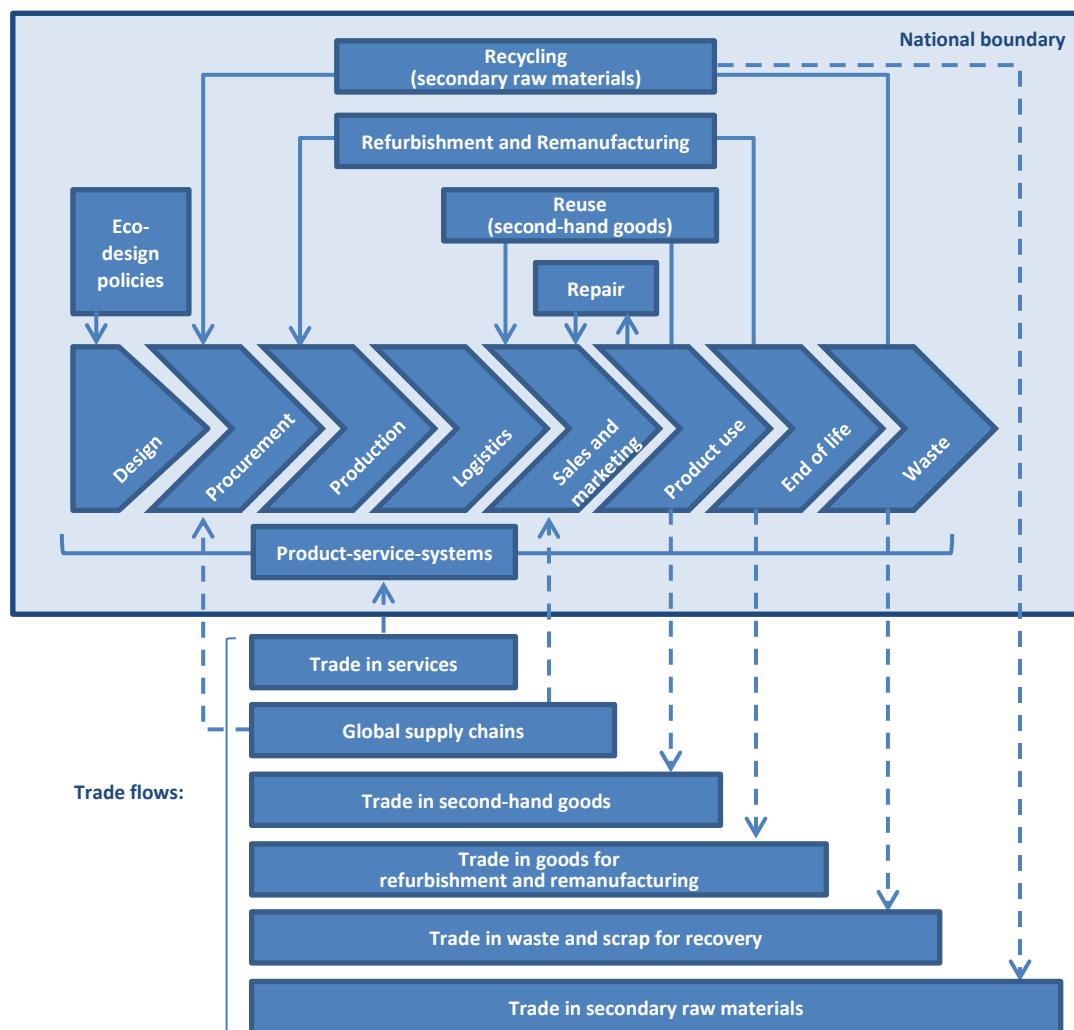 National boundary
Recycling
(secondary raw materials)
Refurbishment and Remanufacturing
Reuse
(second-hand goods)
Eco-
design
policies
Repair
Design
Procurement
Production
Logistics
Sales and
marketing
Product use
End of life
Waste
Product-service-systems
Trade in services
Global supply chains
Trade flows:
Trade in second-hand goods
Trade in goods for
refurbishment and remanufacturing
Trade in waste and scrap for recovery
Trade in secondary raw materials